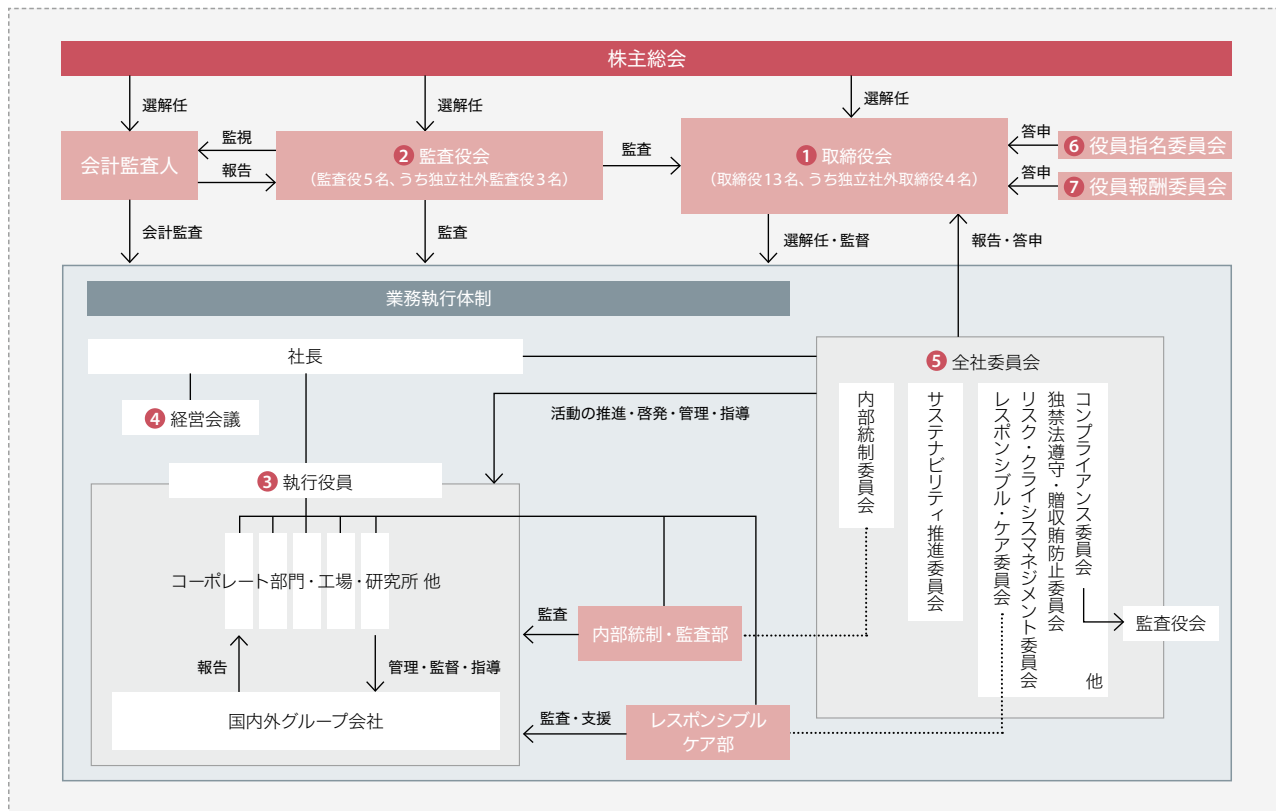 株主総会
選解任
選解任
選解任
会計監査人
監視
報告
❷ 監査役会
（監査役5名、うち独立社外監査役3名）
監査
❶ 取締役会
（取締役13名、うち独立社外取締役4名）
答申
❻ 役員指名委員会
答申
❼ 役員報酬委員会
会計監査
監査
選解任・監督
報告・答申
業務執行体制
社長
❹ 経営会議
❸ 執行役員
活動の推進・啓発・管理・指導
❺ 全社委員会
内部統制委員会
サステナビリティ推進委員会
コンプライアンス委員会
独禁法遵守・贈収賄防止委員会
リスク・クライシスマネジメント委員会
レスポンシブル・ケア委員会
他
監査役会
コーポレート部門・工場・研究所 他
報告
管理・監督・指導
国内外グループ会社
監査
内部統制・監査部
監査・支援
レスポンシブル
ケア部